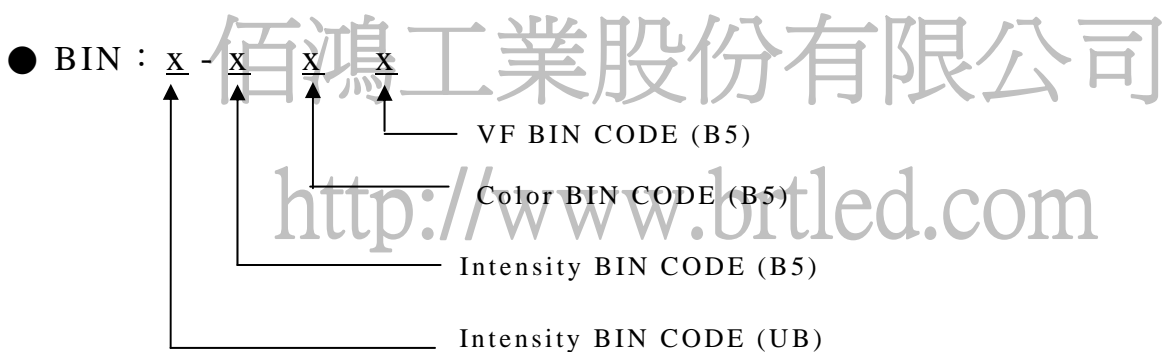 佰鴻工業股份有限公司
● BIN：x - x x x
VF BIN CODE (B5)
http://www.brtled.com
Color BIN CODE (B5)
Intensity BIN CODE (B5)
Intensity BIN CODE (UB)